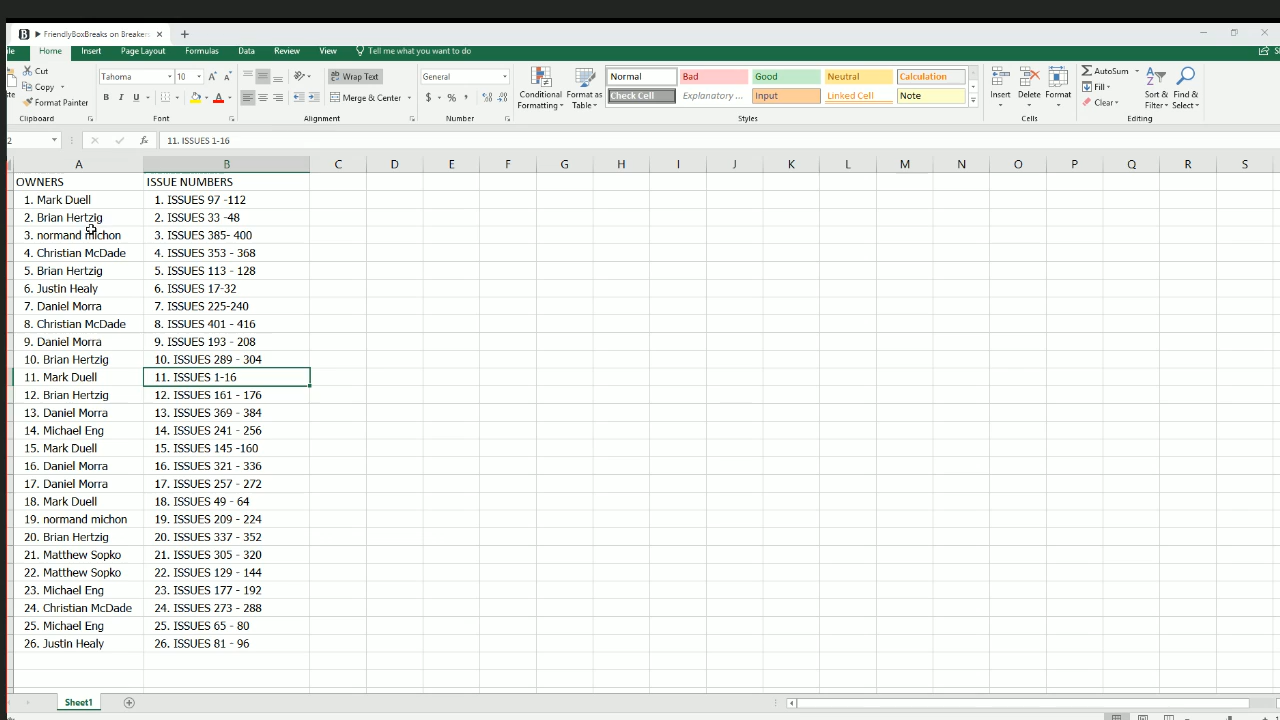 FriendlyBoxBreaks on Breakers
Home Insert Page Layout Formulas Data Review View Tell me what you want to do
Cut
Copy
Format Painter
Clipboard
Tahoma 10
B I U
Font
Wrap Text
Merge & Center
Alignment
General
$ % ,
Number
Conditional Formatting
Format as Table
Normal Bad Good Neutral Calculation
Check Cell Explanatory ... Input Linked Cell Note
Styles
Insert Delete Format
Cells
AutoSum
Fill
Clear
Sort & Filter
Find & Select
Editing
fx 11. ISSUES 1-16
A B C D E F G H I J K L M N O P Q R S
OWNERS ISSUE NUMBERS
1. Mark Duell 1. ISSUES 97 -112
2. Brian Hertzig 2. ISSUES 33 -48
3. normand michon 3. ISSUES 385- 400
4. Christian McDade 4. ISSUES 353 - 368
5. Brian Hertzig 5. ISSUES 113 - 128
6. Justin Healy 6. ISSUES 17-32
7. Daniel Morra 7. ISSUES 225-240
8. Christian McDade 8. ISSUES 401 - 416
9. Daniel Morra 9. ISSUES 193 - 208
10. Brian Hertzig 10. ISSUES 289 - 304
11. Mark Duell 11. ISSUES 1-16
12. Brian Hertzig 12. ISSUES 161 - 176
13. Daniel Morra 13. ISSUES 369 - 384
14. Michael Eng 14. ISSUES 241 - 256
15. Mark Duell 15. ISSUES 145 -160
16. Daniel Morra 16. ISSUES 321 - 336
17. Daniel Morra 17. ISSUES 257 - 272
18. Mark Duell 18. ISSUES 49 - 64
19. normand michon 19. ISSUES 209 - 224
20. Brian Hertzig 20. ISSUES 337 - 352
21. Matthew Sopko 21. ISSUES 305 - 320
22. Matthew Sopko 22. ISSUES 129 - 144
23. Michael Eng 23. ISSUES 177 - 192
24. Christian McDade 24. ISSUES 273 - 288
25. Michael Eng 25. ISSUES 65 - 80
26. Justin Healy 26. ISSUES 81 - 96
Sheet1